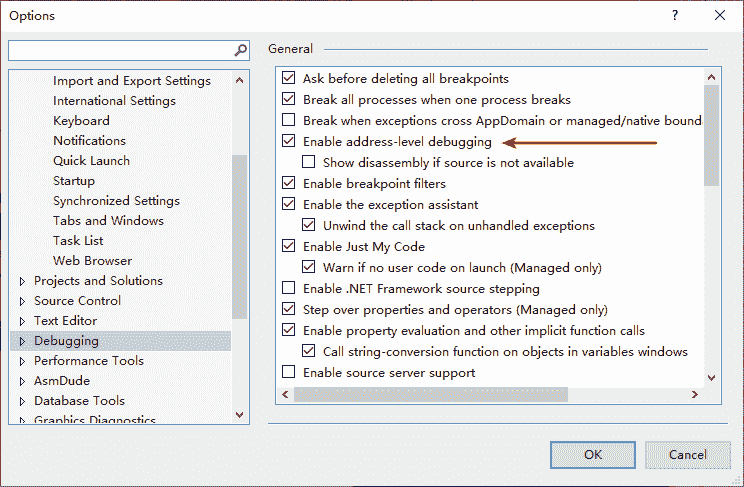 Options
?
General
Import and Export Settings
International Settings
Keyboard
Notifications
Quick Launch
Startup
Synchronized Settings
Tabs and Windows
Task List
Web Browser
Projects and Solutions
Source Control
Text Editor
Debugging
Performance Tools
AsmDude
Database Tools
Graphics Diagnostics
Ask before deleting all breakpoints
Break all processes when one process breaks
Break when exceptions cross AppDomain or managed/native bounda
Enable address-level debugging
Show disassembly if source is not available
Enable breakpoint filters
Enable the exception assistant
Unwind the call stack on unhandled exceptions
Enable Just My Code
Warn if no user code on launch (Managed only)
Enable .NET Framework source stepping
Step over properties and operators (Managed only)
Enable property evaluation and other implicit function calls
Call string-conversion function on objects in variables windows
Enable source server support
OK
Cancel